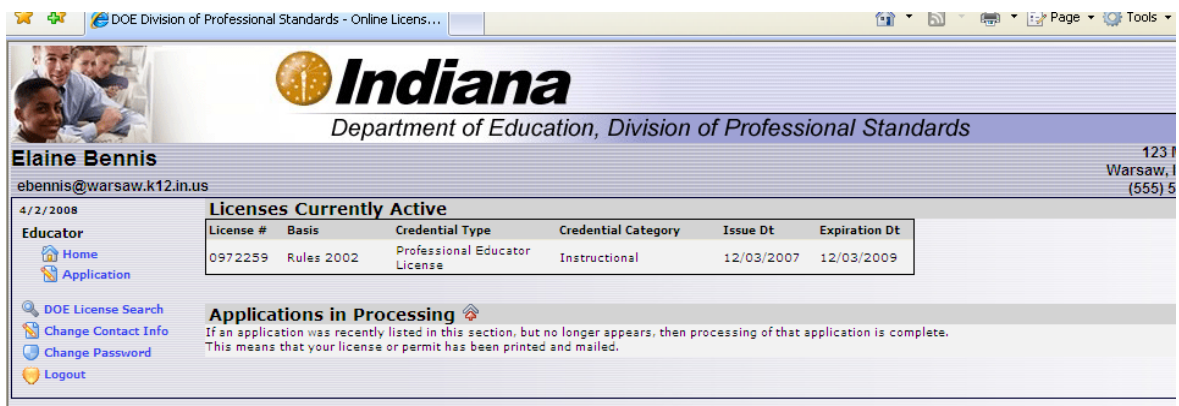 DOE Division of Professional Standards - Online Licens...
Page
Tools
Indiana
Department of Education, Division of Professional Standards
Elaine Bennis
123
Warsaw,
ebennis@warsaw.k12.in.us
(555) 5
4/2/2008
Licenses Currently Active
Educator
License # Basis Credential Type Credential Category Issue Dt Expiration Dt
Home
0972259 Rules 2002 Professional Educator License Instructional 12/03/2007 12/03/2009
Application
DOE License Search
Applications in Processing
Change Contact Info
If an application was recently listed in this section, but no longer appears, then processing of that application is complete.
This means that your license or permit has been printed and mailed.
Change Password
Logout